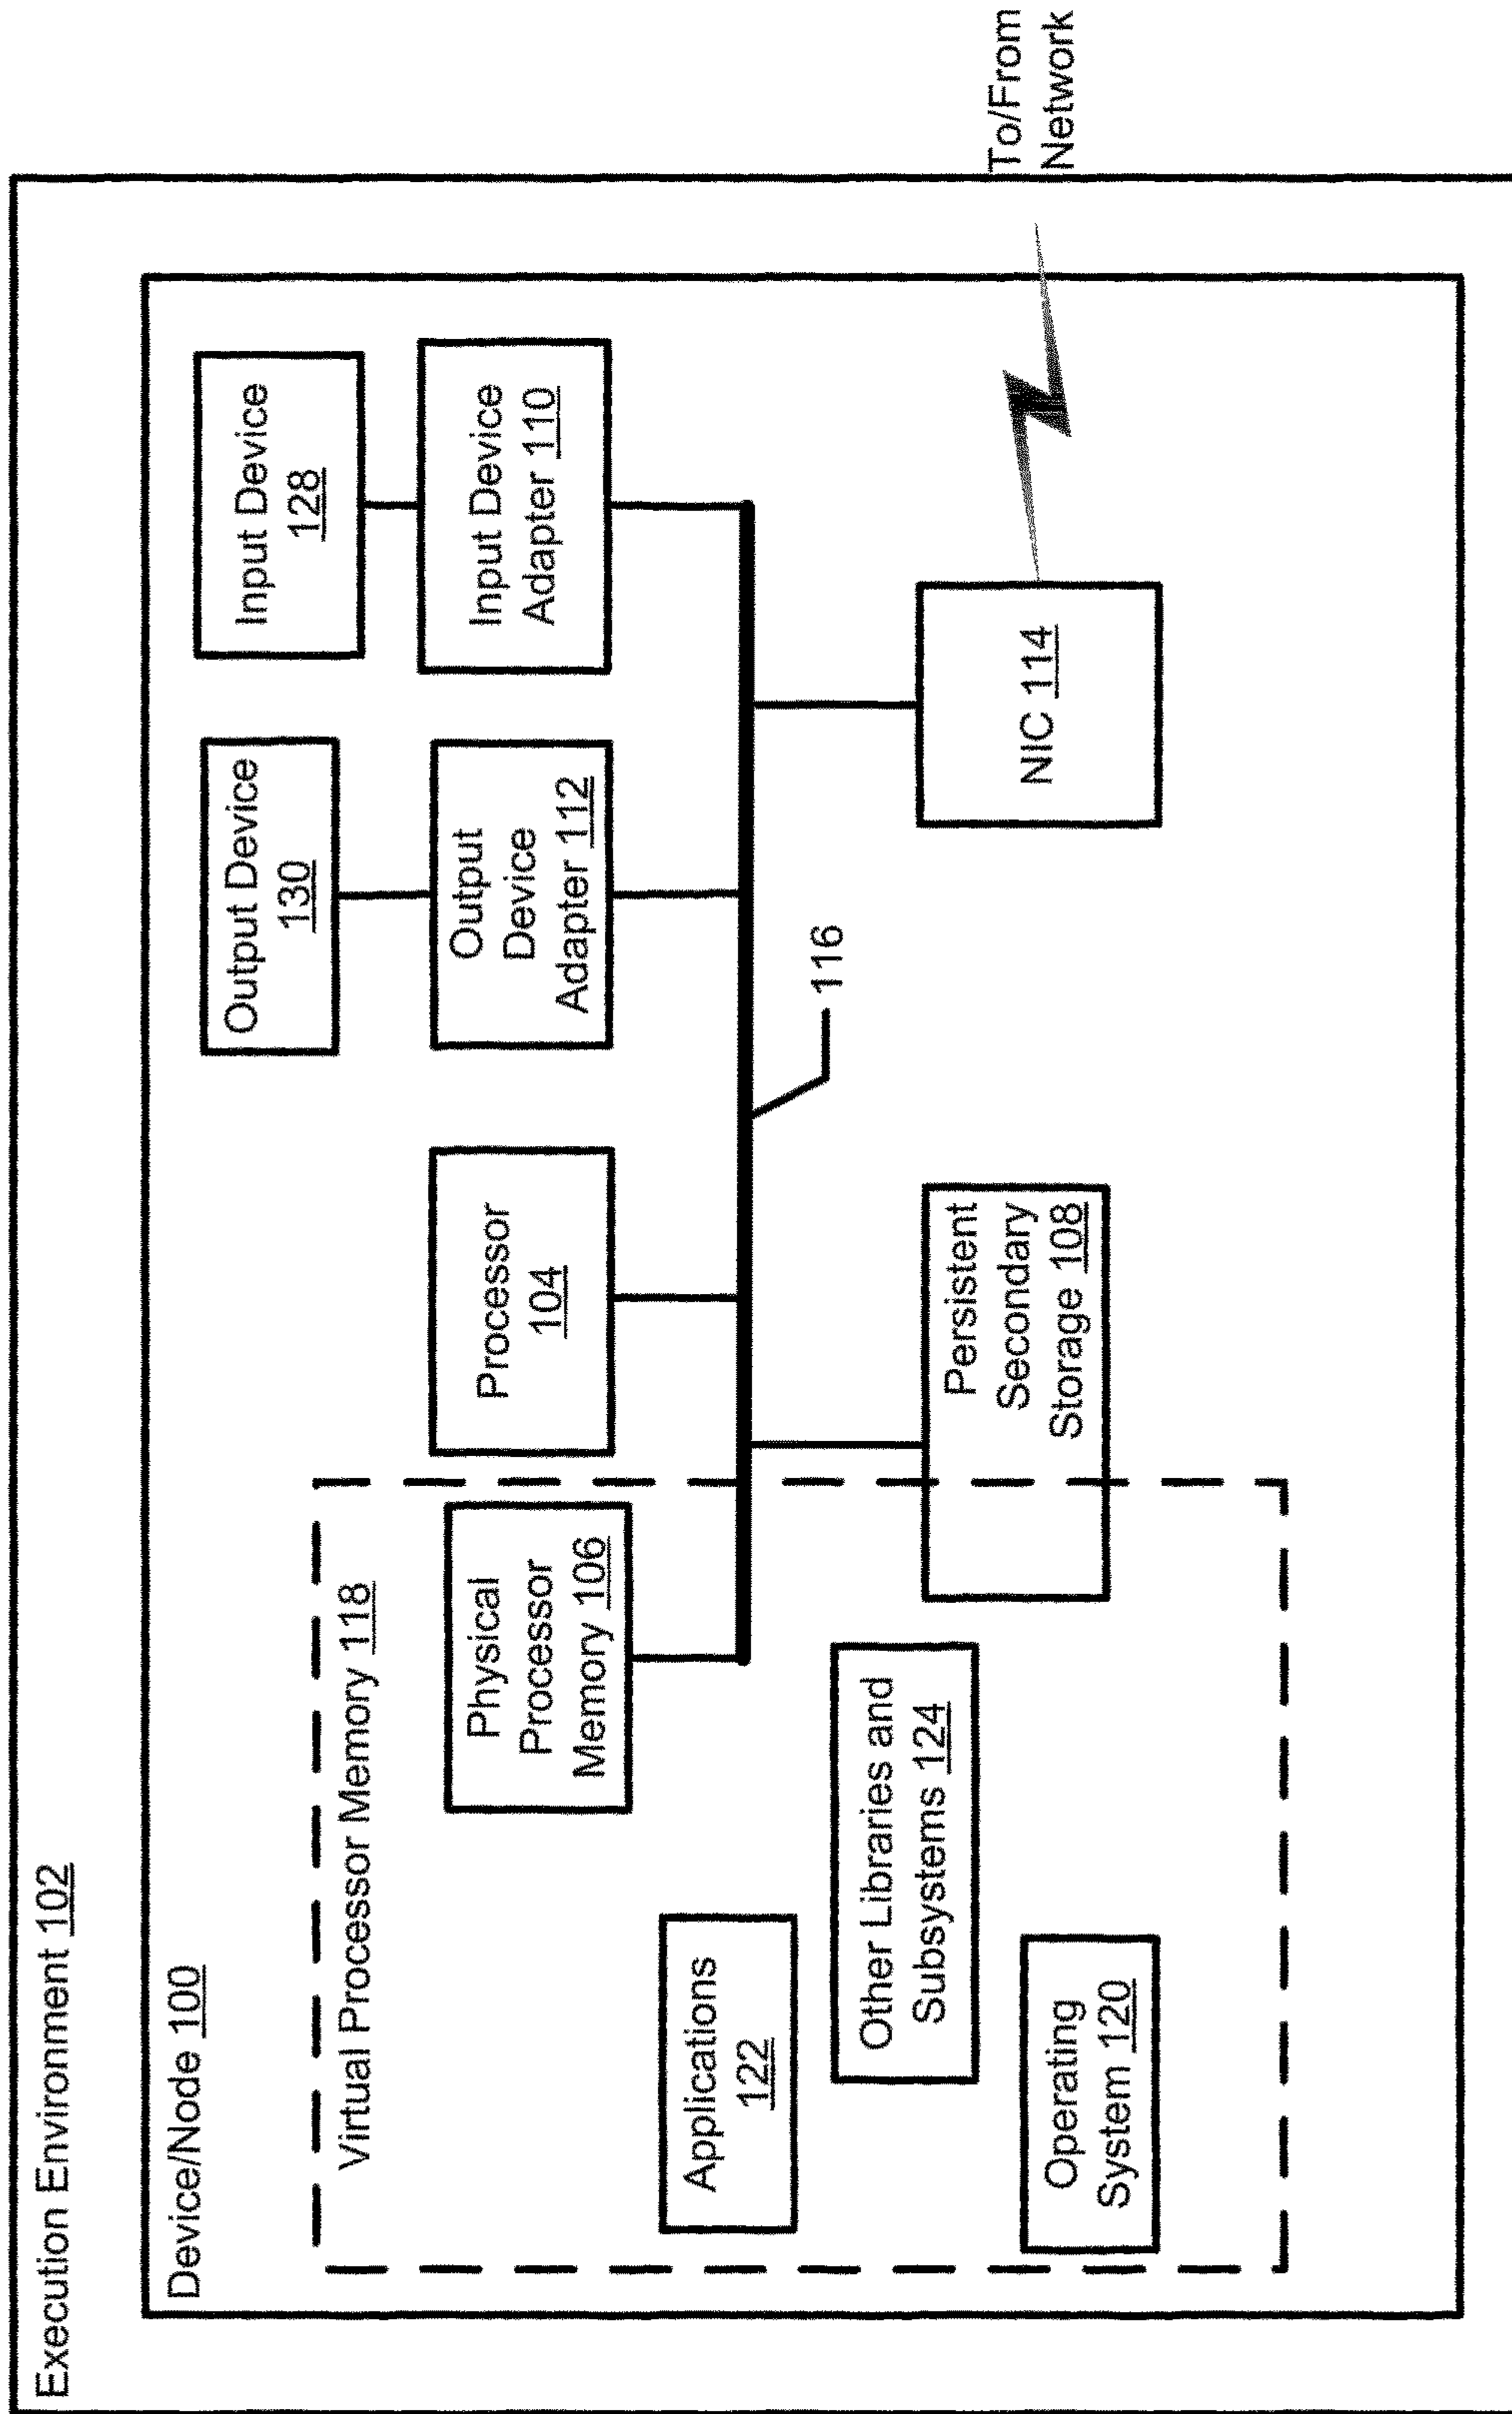 Execution Environment 102
Device/Node 100
Virtual Processor Memory 118
Input Device
128
Output Device
130
Input Device
Adapter 110
Output
Device
Adapter 112
Processor
104
Physical
Processor
Memory 106
Applications
122
116
Other Libraries and
Subsystems 124
Persistent
Secondary
Storage 108
NIC 114
To/From
Network
Operating
System 120